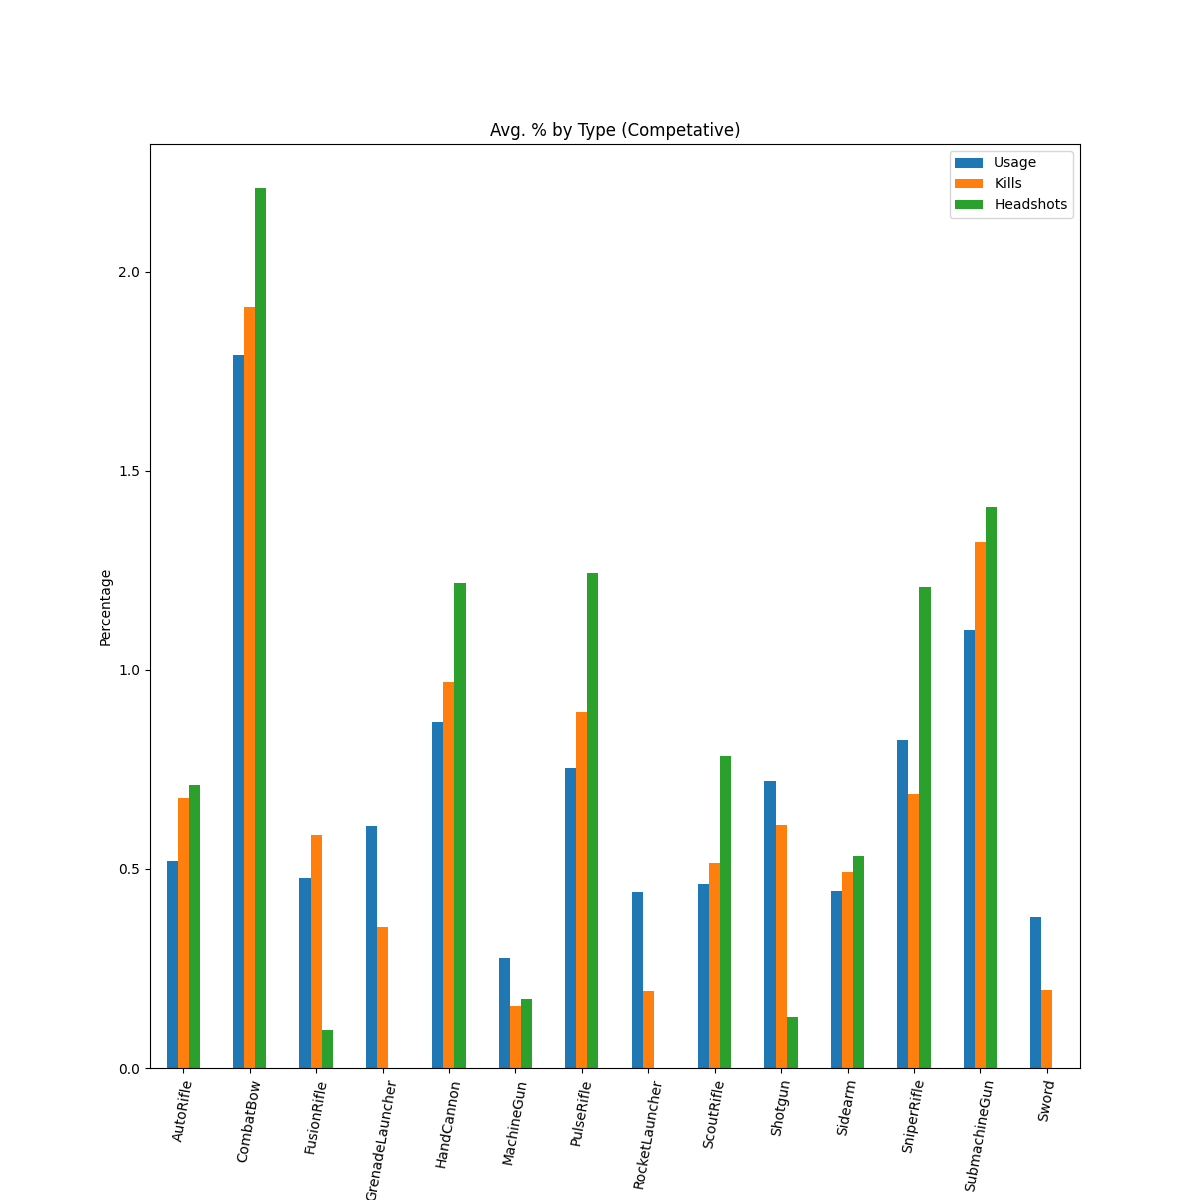 Avg. % by Type (Competative)
Usage
Kills
Headshots
2.0
1.5
1.0
0.5
0.0
Percentage
AutoRifle
CombatBow
FusionRifle
GrenadeLauncher
HandCannon
MachineGun
PulseRifle
RocketLauncher
ScoutRifle
Shotgun
Sidearm
SniperRifle
SubmachineGun
Sword